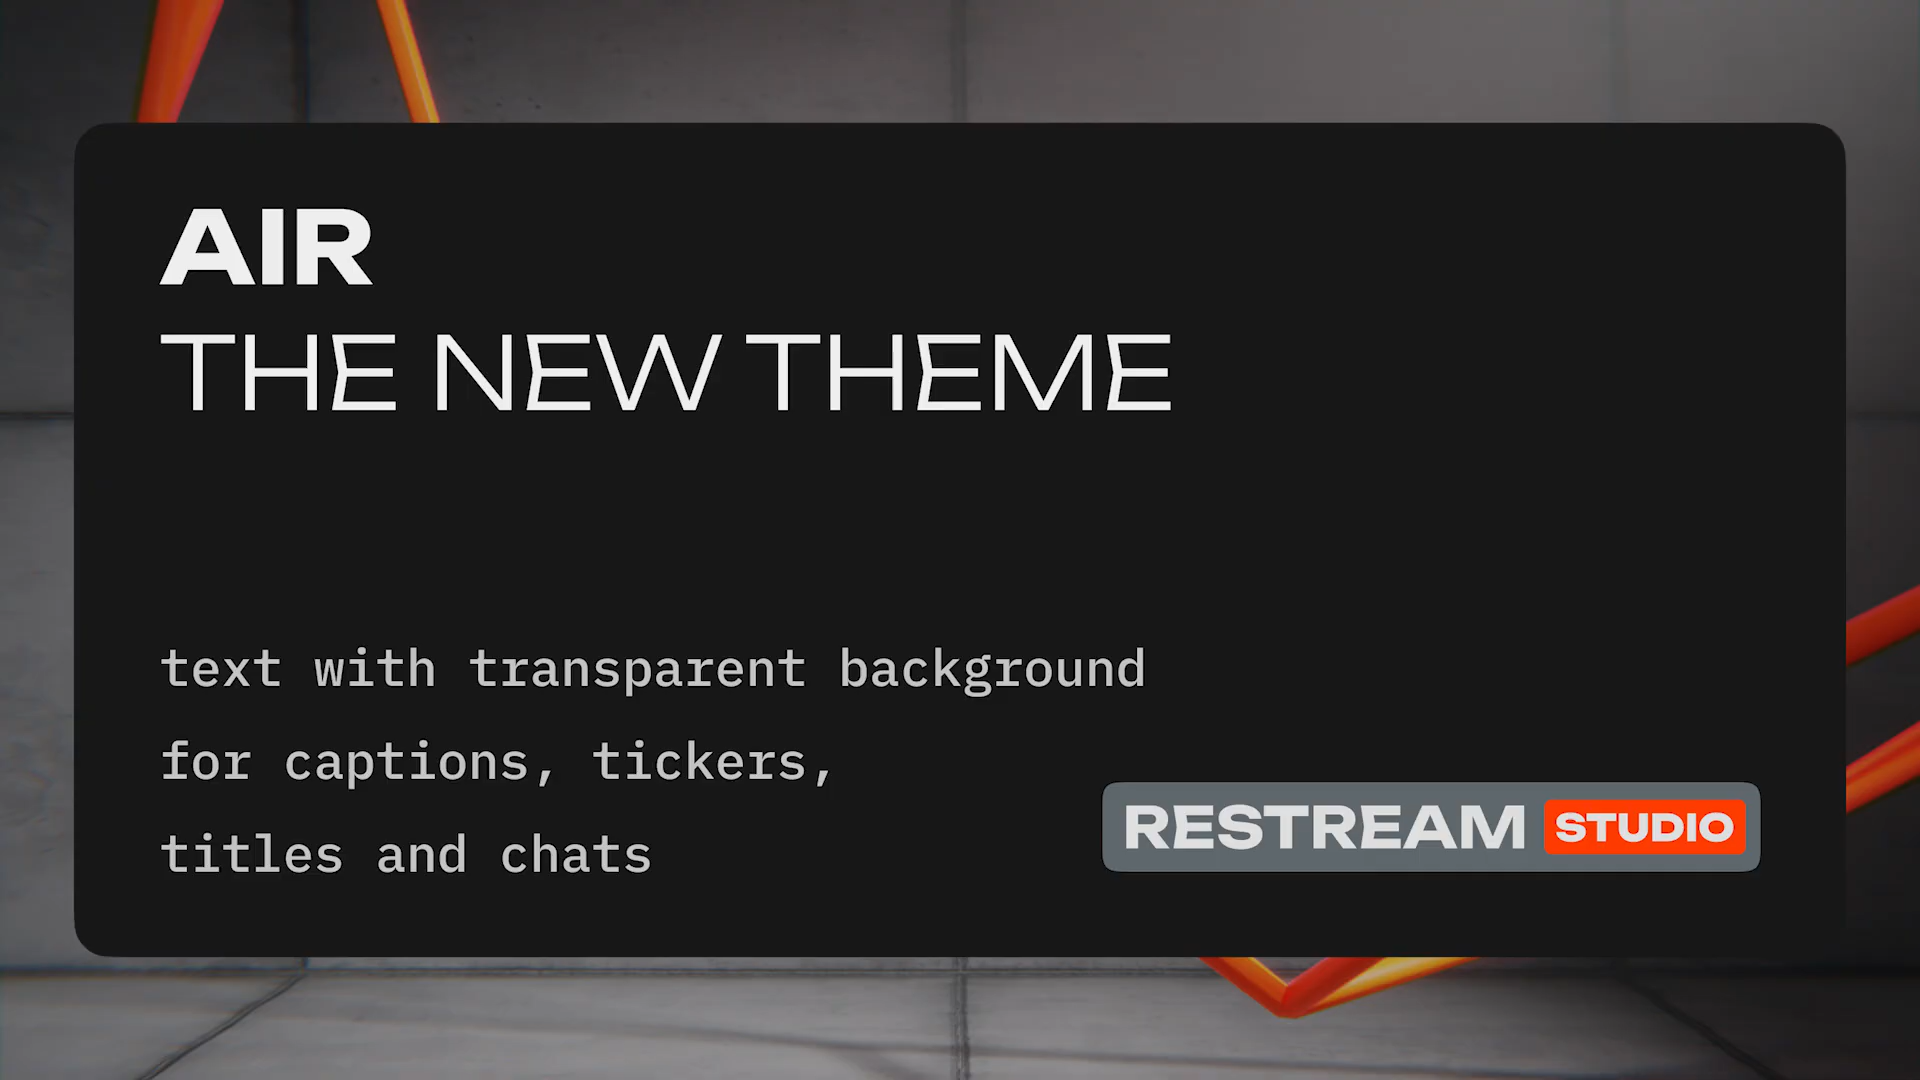 AIR
THE NEW THEME
text with transparent background
for captions, tickers,
titles and chats
RESTREAM STUDIO